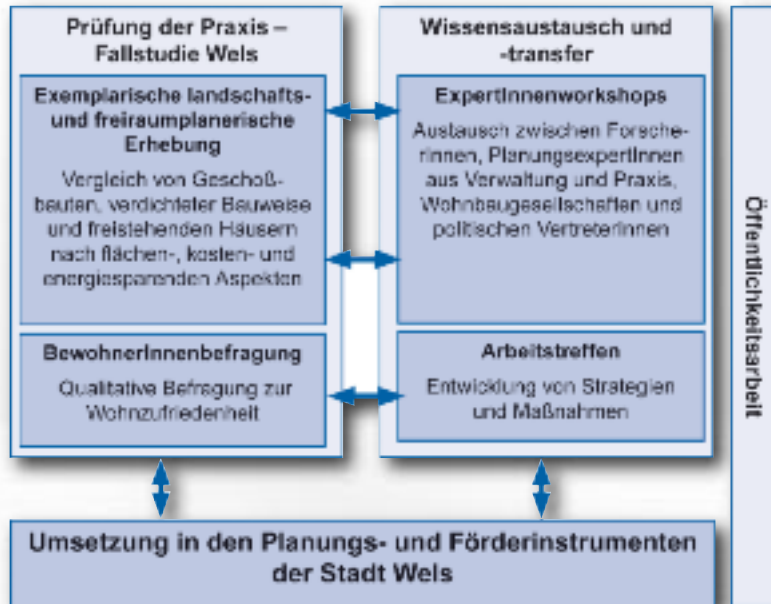 Prüfung der Praxis –
Fallstudie Wels
Exemplarische landschafts-
und freiraumplanerische
Erhebung
Vergleich von Geschoß-
bauten, verdichteter Bauweise
und freistehenden Häusern
nach flächen-, kosten- und
energiesparenden Aspekten
BewohnerInnenbefragung
Qualitative Befragung zur
Wohnzufriedenheit
Wissensaustausch und
-transfer
ExpertInnenworkshops
Austausch zwischen Forsche-
rInnen, PlanungsexpertInnen
aus Verwaltung und Praxis,
Wohnbaugesellschaften und
politischen VertreterInnen
Arbeitstreffen
Entwicklung von Strategien
und Maßnahmen
Öffentlichkeitsarbeit
Umsetzung in den Planungs- und Förderinstrumenten
der Stadt Wels